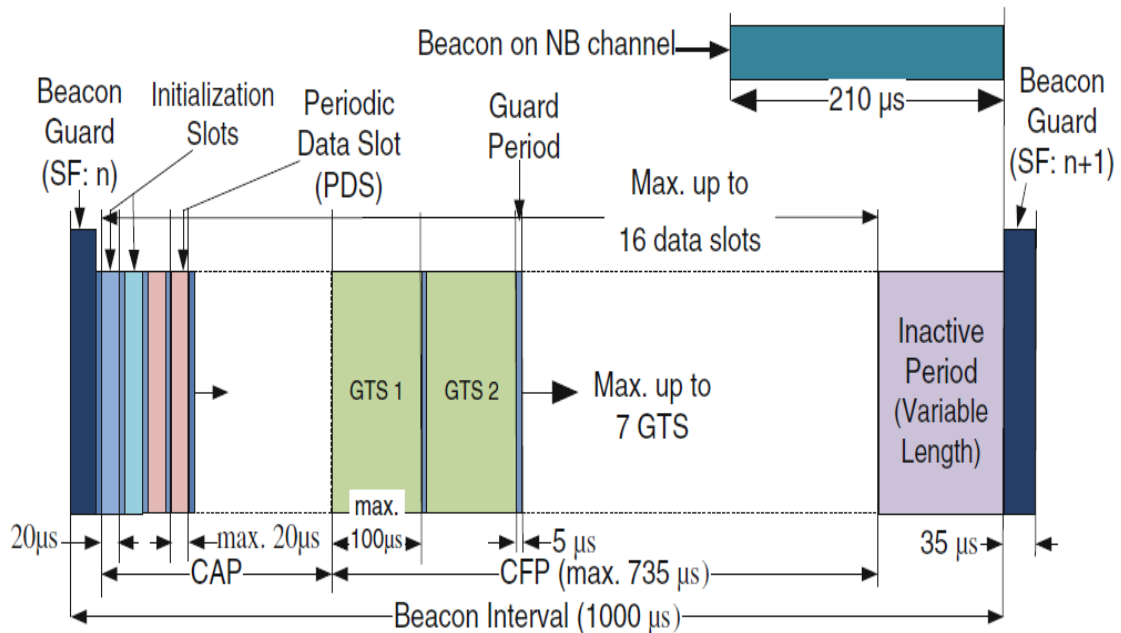 Beacon on NB channel
210 µs
Beacon
Guard
(SF: n)
Initialization
Slots
Periodic
Data Slot
(PDS)
Guard
Period
Beacon
Guard
(SF: n+1)
Max. up to
16 data slots
GTS 1
GTS 2
Max. up to
7 GTS
Inactive
Period
(Variable
Length)
20µs
max. 20µs
max.
100µs
5 µs
35 µs
CAP
CFP (max. 735 µs)
Beacon Interval (1000 µs)